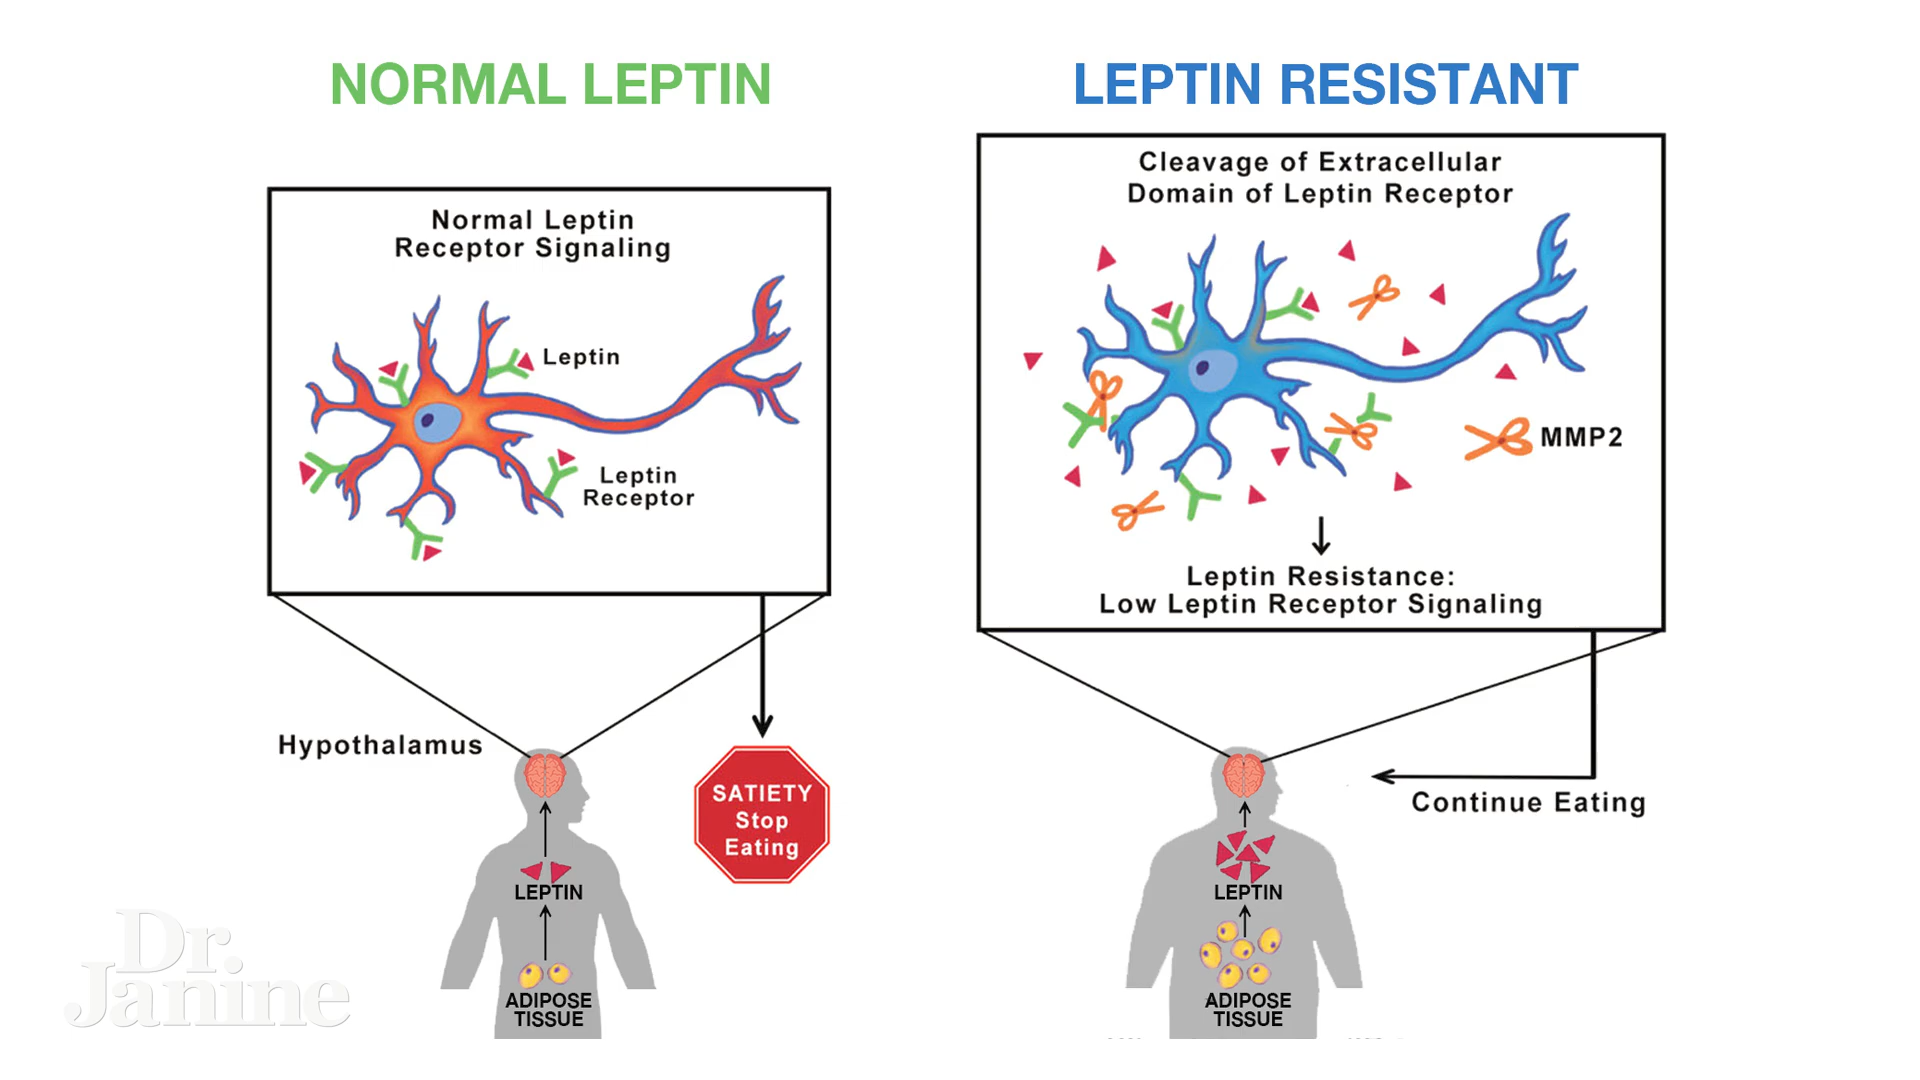 NORMAL LEPTIN
Normal Leptin
Receptor Signaling
Leptin
Leptin
Receptor
Hypothalamus
SATIETY
Stop
Eating
LEPTIN
ADIPOSE
TISSUE
LEPTIN RESISTANT
Cleavage of Extracellular
Domain of Leptin Receptor
MMP2
Leptin Resistance:
Low Leptin Receptor Signaling
Continue Eating
LEPTIN
ADIPOSE
TISSUE
Dr.
Janine